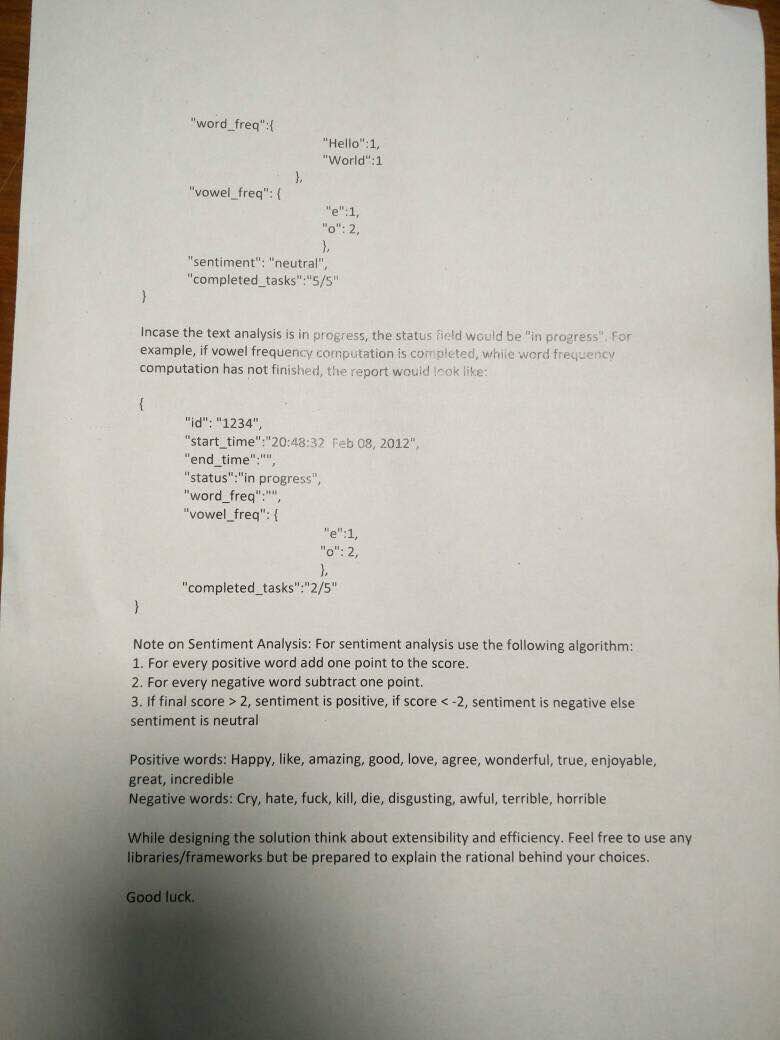 "word_freq":{
"Hello":1,
"World":1
},
"vowel_freq": {
"e":1,
"o": 2,
},
"sentiment": "neutral",
"completed_tasks":"5/5"
}
Incase the text analysis is in progress, the status field would be "in progress". For
example, if vowel frequency computation is completed, while word frequency
computation has not finished, the report would look like:
{
"id": "1234",
"start_time":"20:48:32 Feb 08, 2012",
"end_time":"",
"status":"in progress",
"word_freq":"",
"vowel_freq": {
"e":1,
"o": 2,
},
"completed_tasks":"2/5"
}
Note on Sentiment Analysis: For sentiment analysis use the following algorithm:
1. For every positive word add one point to the score.
2. For every negative word subtract one point.
3. If final score > 2, sentiment is positive, if score < -2, sentiment is negative else
sentiment is neutral
Positive words: Happy, like, amazing, good, love, agree, wonderful, true, enjoyable,
great, incredible
Negative words: Cry, hate, fuck, kill, die, disgusting, awful, terrible, horrible
While designing the solution think about extensibility and efficiency. Feel free to use any
libraries/frameworks but be prepared to explain the rational behind your choices.
Good luck.